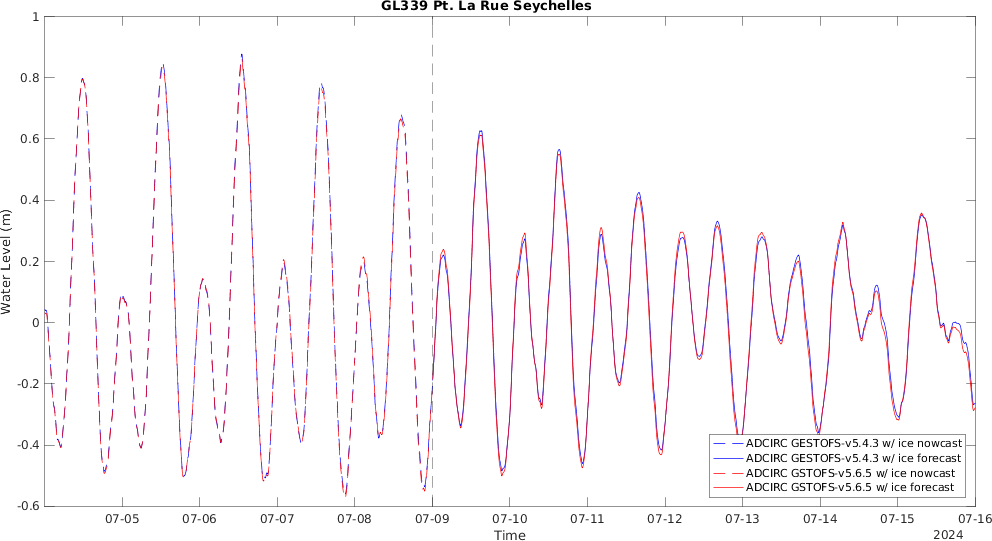 GL339 Pt. La Rue Seychelles
1
0.8
0.6
0.4
0.2
0
-0.2
-0.4
-0.6
Water Level (m)
ADCIRC GESTOFS-v5.4.3 w/ ice nowcast
ADCIRC GESTOFS-v5.4.3 w/ ice forecast
ADCIRC GSTOFS-v5.6.5 w/ ice nowcast
ADCIRC GSTOFS-v5.6.5 w/ ice forecast
07-05 07-06 07-07 07-08 07-09 07-10 07-11 07-12 07-13 07-14 07-15 07-16
Time
2024